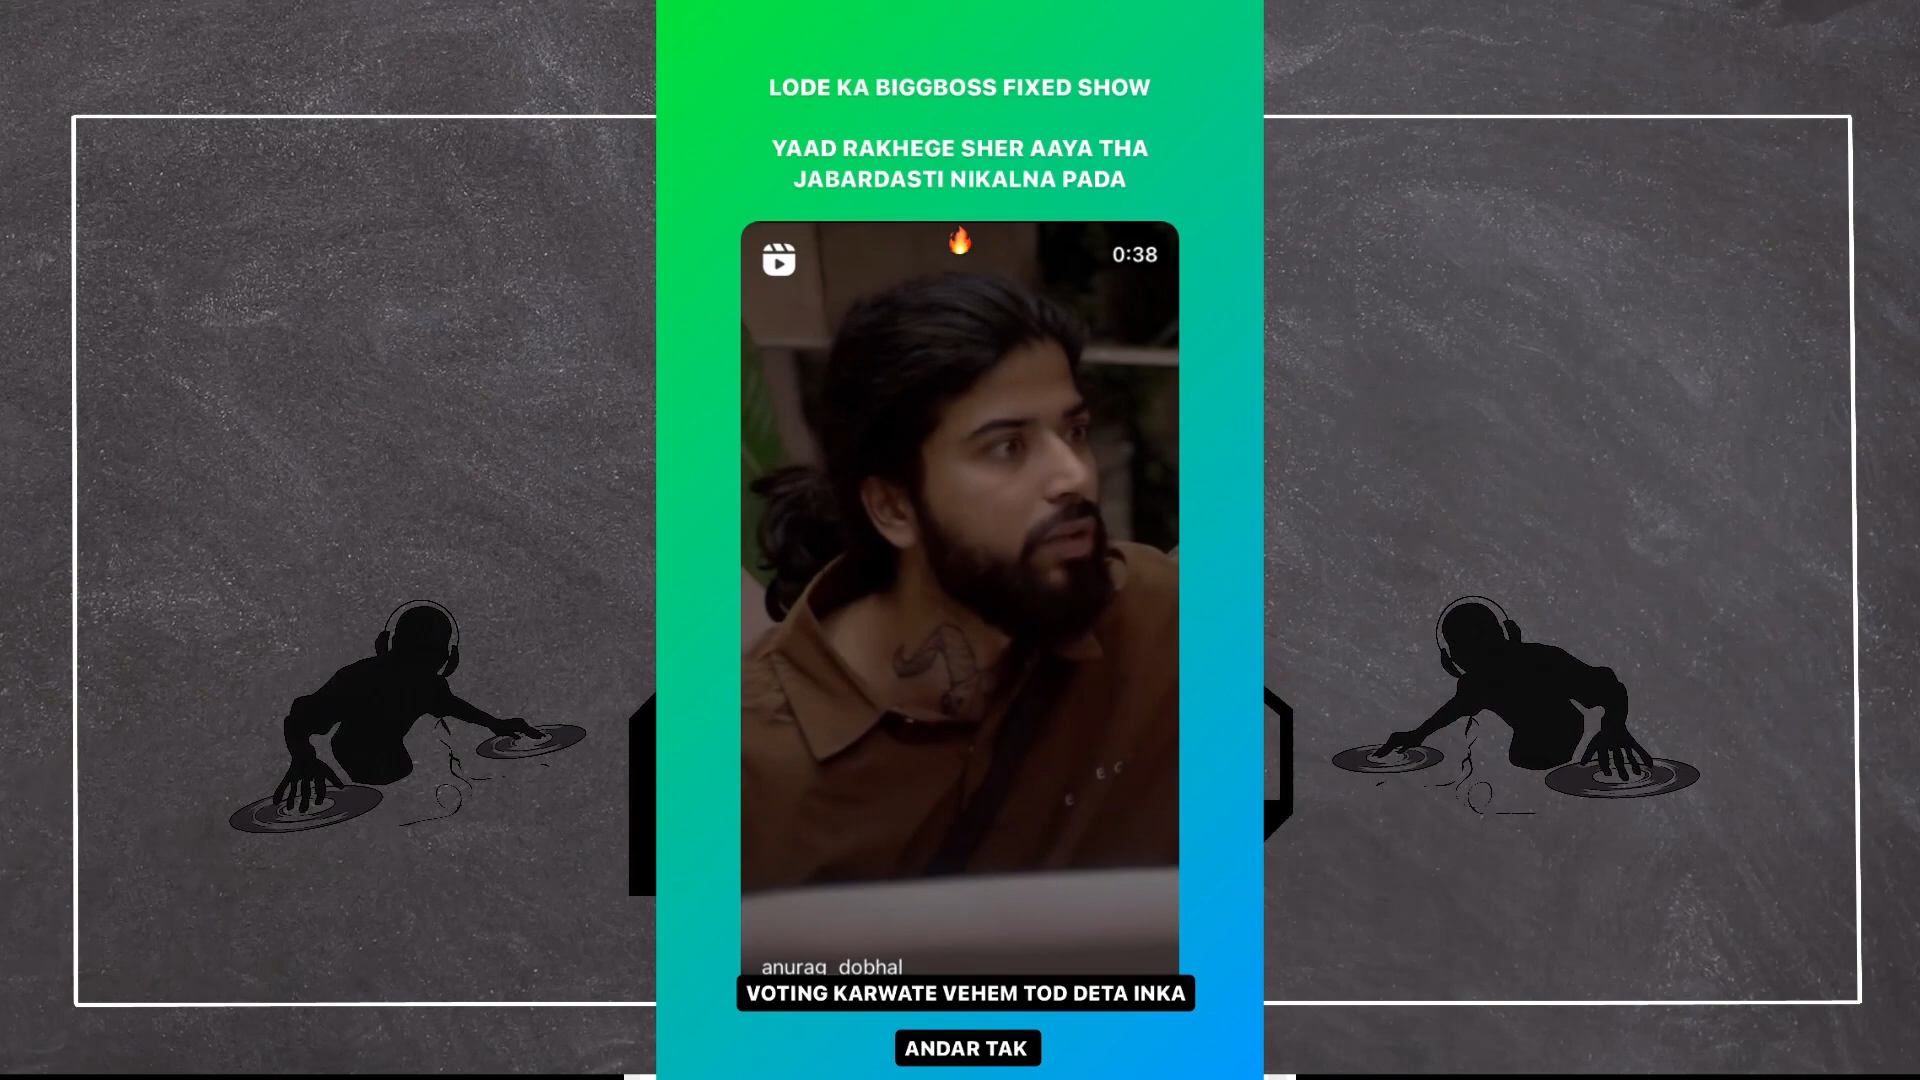 LODE KA BIGGBOSS FIXED SHOW
YAAD RAKHEGE SHER AAYA THA
JABARDASTI NIKALNA PADA
0:38
E C
E
anurag_dobhal
VOTING KARWATE VEHEM TOD DETA INKA
ANDAR TAK